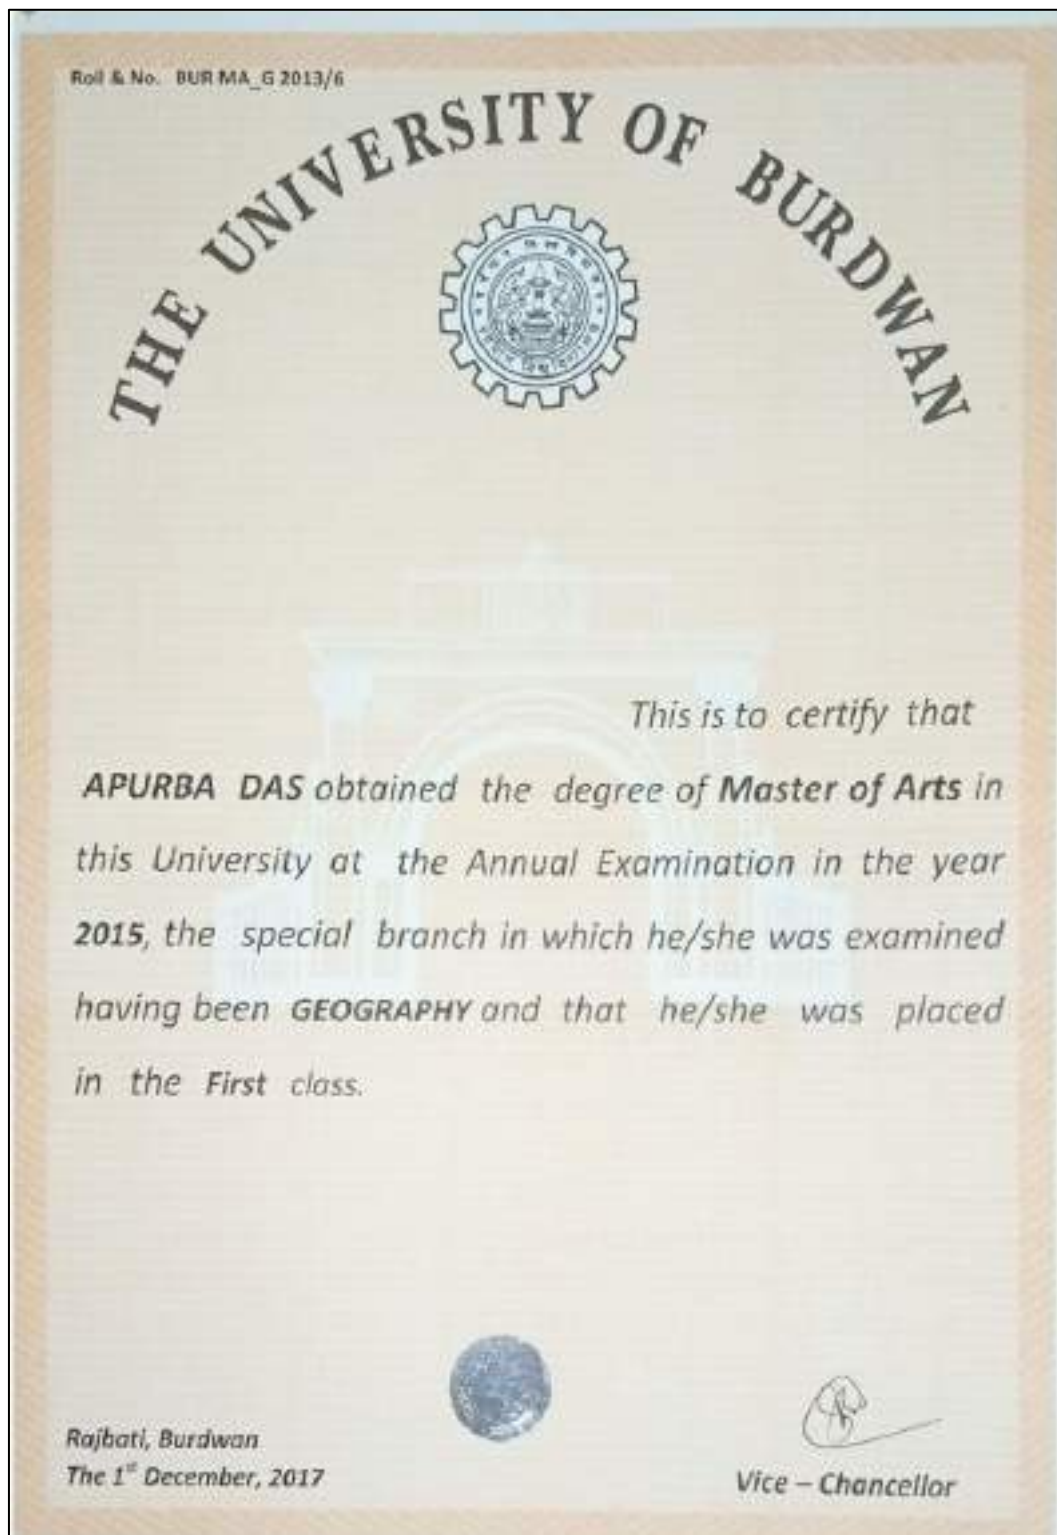 Roll & No. BUR MA_G 2013/6
THE UNIVERSITY OF BURDWAN
This is to certify that
APURBA DAS obtained the degree of Master of Arts in
this University at the Annual Examination in the year
2015, the special branch in which he/she was examined
having been GEOGRAPHY and that he/she was placed
in the First class.
Rajbati, Burdwan
The 1st December, 2017
Vice – Chancellor